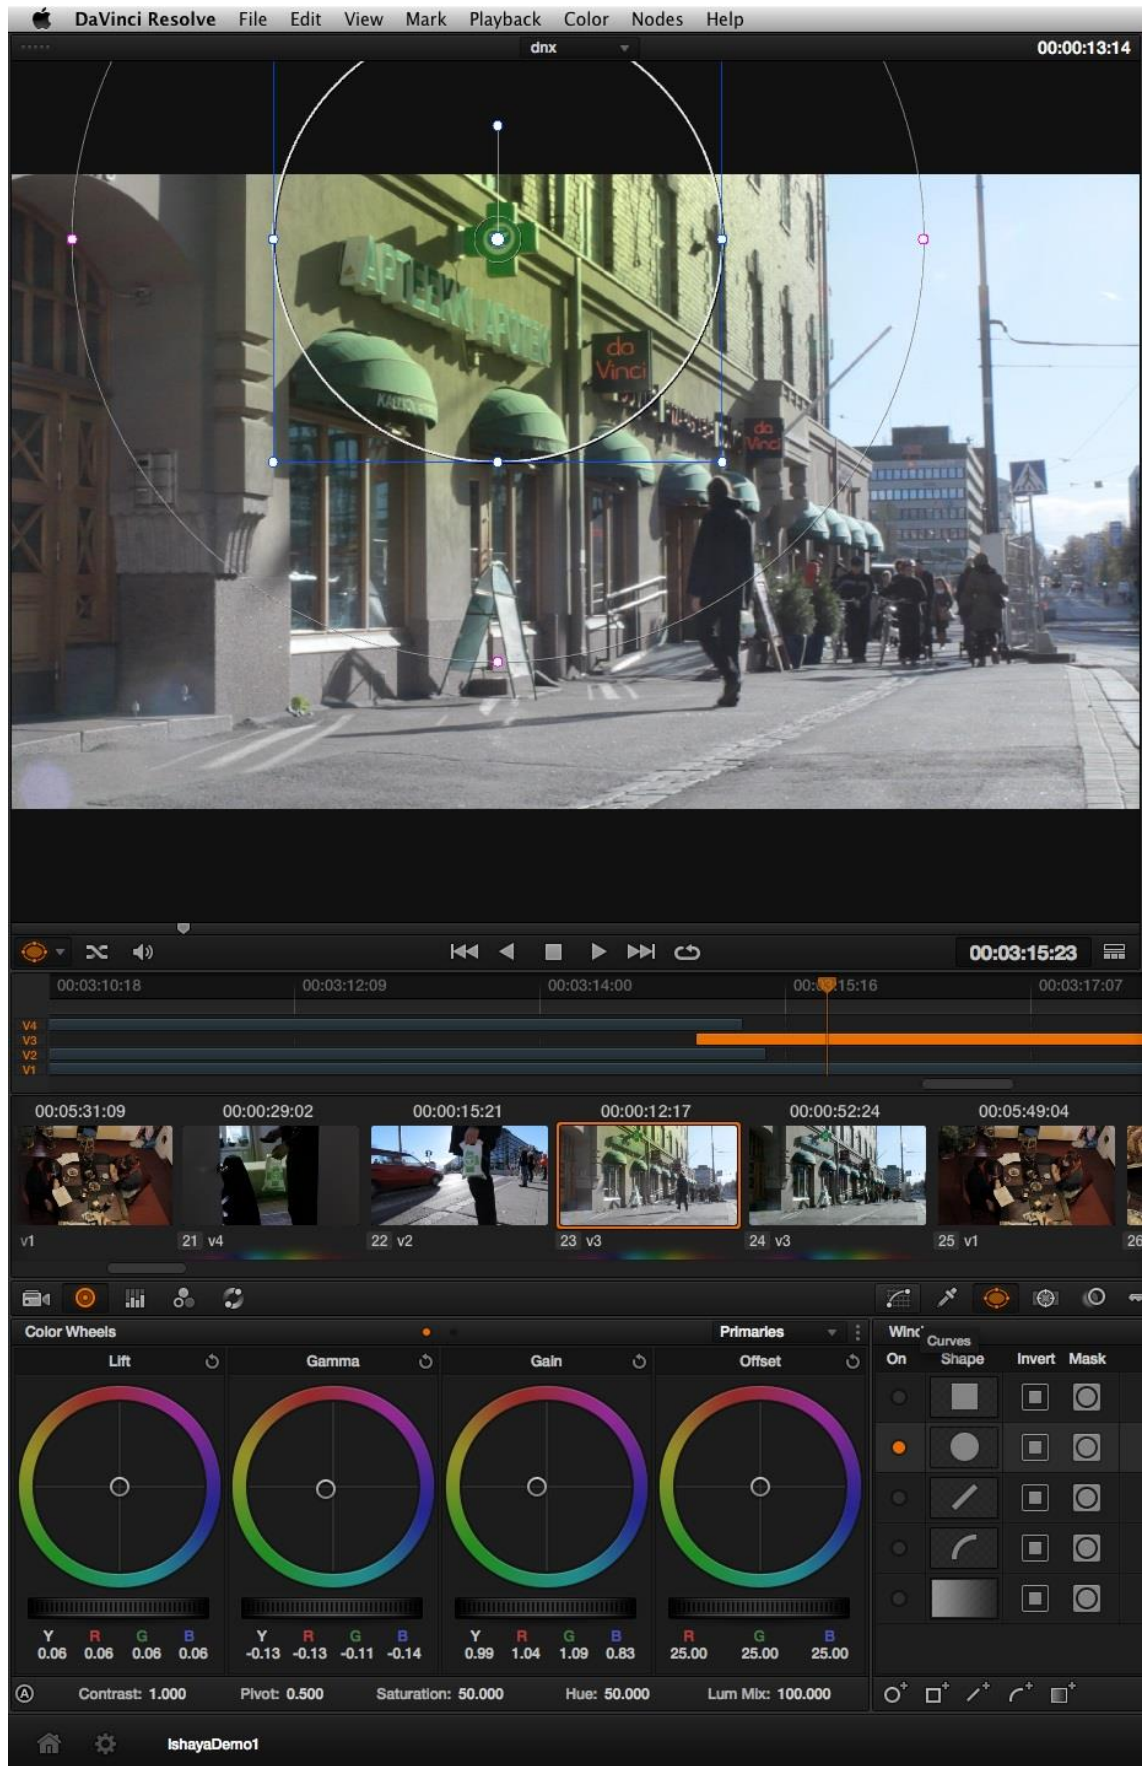 DaVinci Resolve File Edit View Mark Playback Color Nodes Help
dnx 00:00:13:14
APTEEKKI APOTEK
da
Vinci
da
Vinci
00:03:15:23
00:03:10:18 00:03:12:09 00:03:14:00 00:03:15:16 00:03:17:07
V4
V3
V2
V1
00:05:31:09 00:00:29:02 00:00:15:21 00:00:12:17 00:00:52:24 00:05:49:04
v1 21 v4 22 v2 23 v3 24 v3 25 v1 26
Color Wheels Primaries Wind
Curves
Lift Gamma Gain Offset On Shape Invert Mask
Y R G B Y R G B Y R G B R G B
0.06 0.06 0.06 0.06 -0.13 -0.13 -0.11 -0.14 0.99 1.04 1.09 0.83 25.00 25.00 25.00
A Contrast: 1.000 Pivot: 0.500 Saturation: 50.000 Hue: 50.000 Lum Mix: 100.000
IshayaDemo1